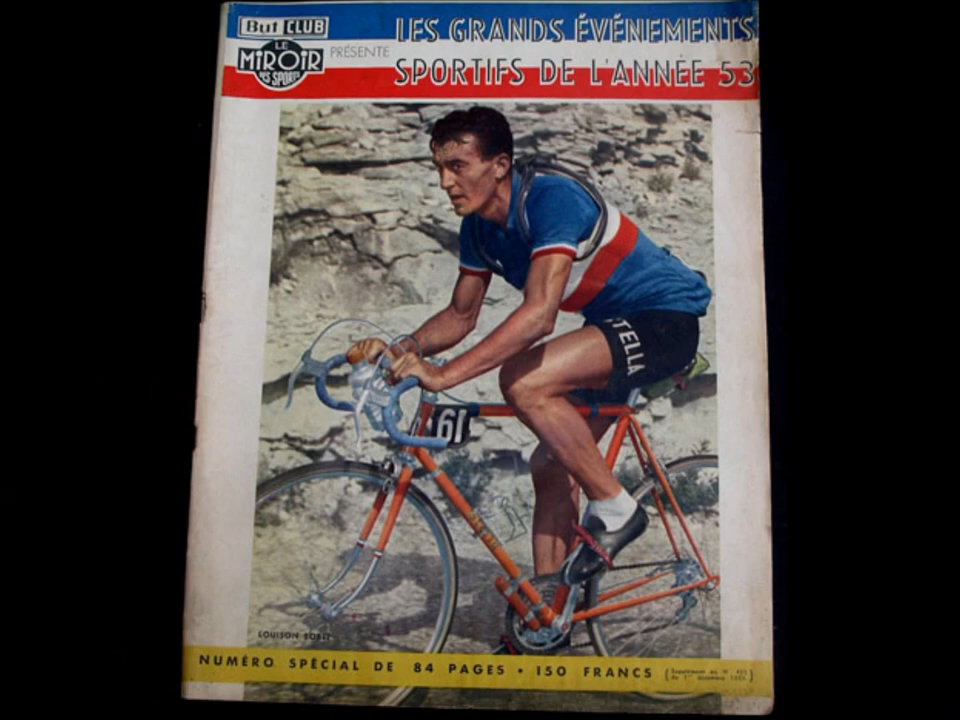 But CLUB
LE
MIROIR
DES SPORTS
PRÉSENTE
LES GRANDS ÉVÉNEMENTS
SPORTIFS DE L'ANNÉE 53
STELLA
61
LOUISON BOBET
NUMÉRO SPÉCIAL DE 84 PAGES • 150 FRANCS